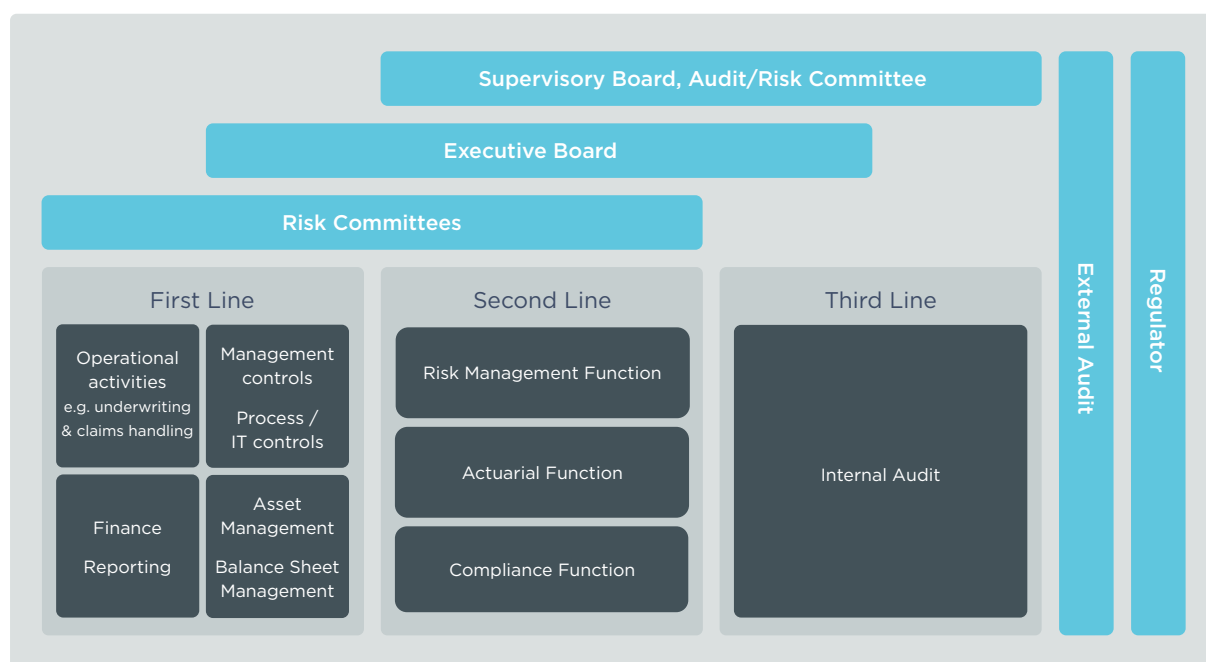 Supervisory Board, Audit/Risk Committee
Executive Board
Risk Committees
First Line
Operational
activities
e.g. underwriting
& claims handling
Management
controls
Process /
IT controls
Finance
Reporting
Asset
Management
Balance Sheet
Management
Second Line
Risk Management Function
Actuarial Function
Compliance Function
Third Line
Internal Audit
External Audit
Regulator